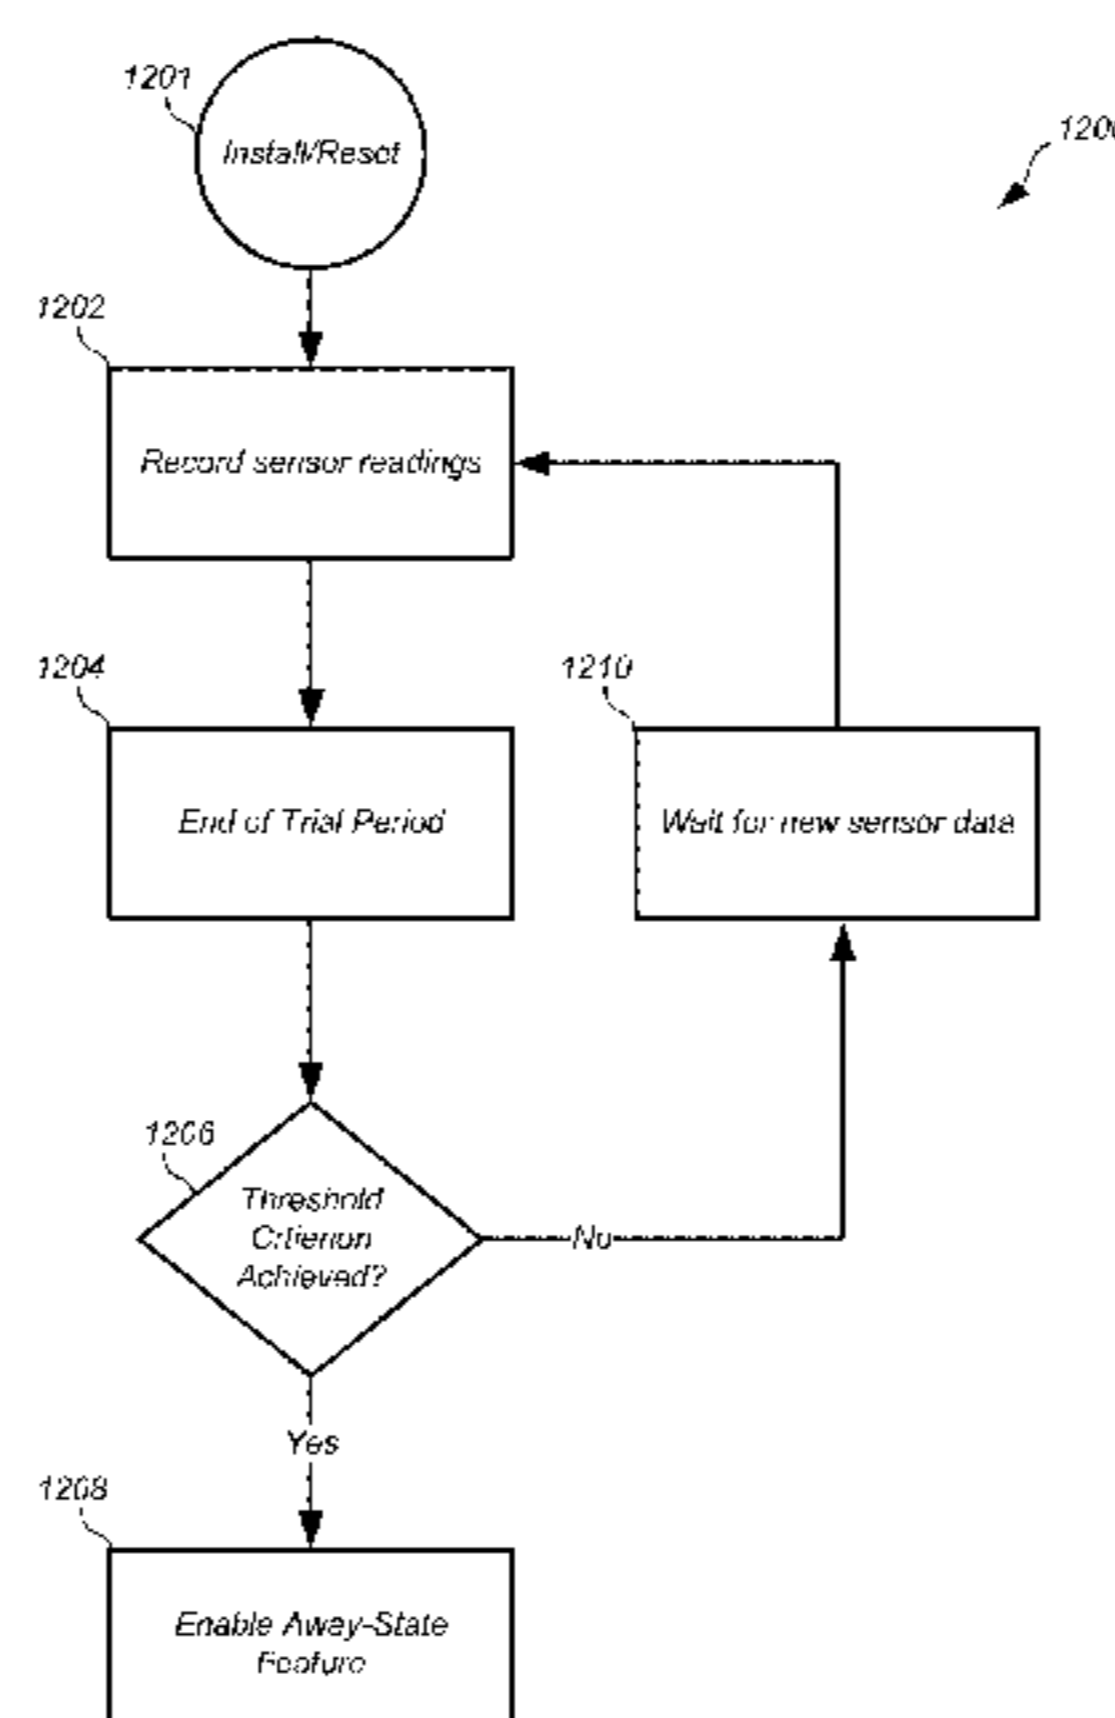 1201
Install/Reset
1200
1202
Record sensor readings
1204
End of Trial Period
1210
Wait for new sensor data
1206
Threshold
Criterion
Achieved?
No
Yes
1208
Enable Away-State
Feature